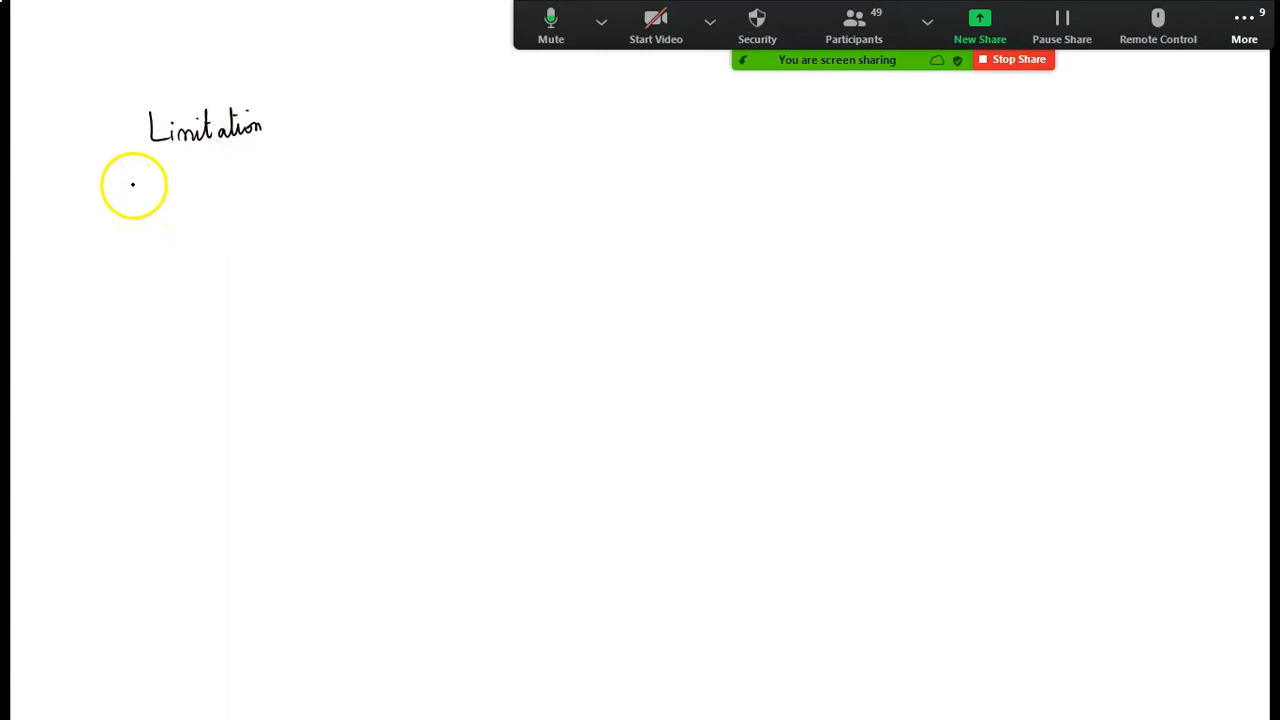 49
9
Mute
Start Video
Security
Participants
New Share
Pause Share
Remote Control
More
You are screen sharing
Stop Share
Limitation